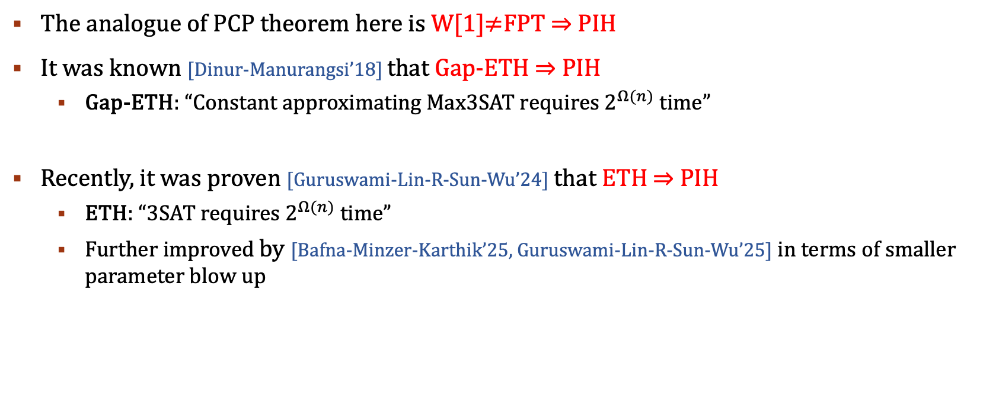 ▪ The analogue of PCP theorem here is W[1]≠FPT ⇒ PIH
▪ It was known [Dinur-Manurangsi’18] that Gap-ETH ⇒ PIH
▪ Gap-ETH: “Constant approximating Max3SAT requires 2^Ω(n) time”
▪ Recently, it was proven [Guruswami-Lin-R-Sun-Wu’24] that ETH ⇒ PIH
▪ ETH: “3SAT requires 2^Ω(n) time”
▪ Further improved by [Bafna-Minzer-Karthik’25, Guruswami-Lin-R-Sun-Wu’25] in terms of smaller
parameter blow up